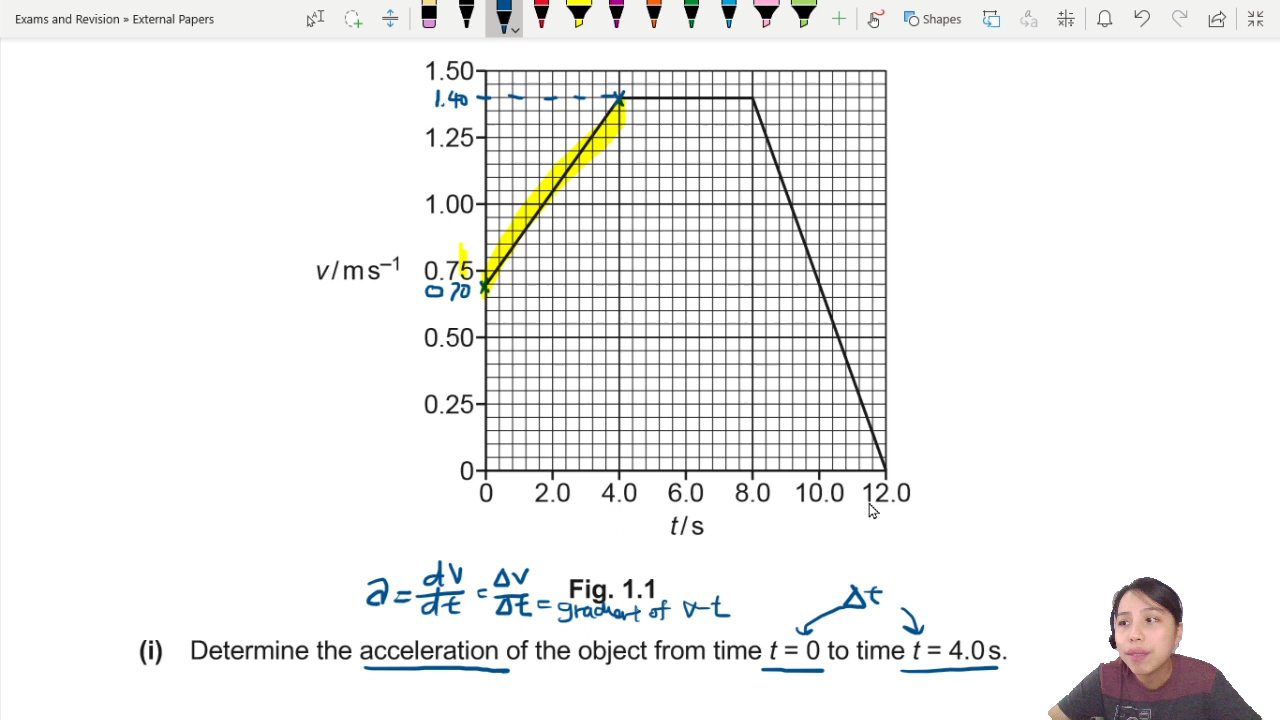 Exams and Revision » External Papers
Shapes
1.50
1.40
1.25
1.00
0.75
v/m s⁻¹
0.70
0.50
0.25
0
0 2.0 4.0 6.0 8.0 10.0 12.0
t/s
a = dv/dt = Δv/Δt = gradient of v-t
Fig. 1.1
Δt
(i) Determine the acceleration of the object from time t = 0 to time t = 4.0 s.